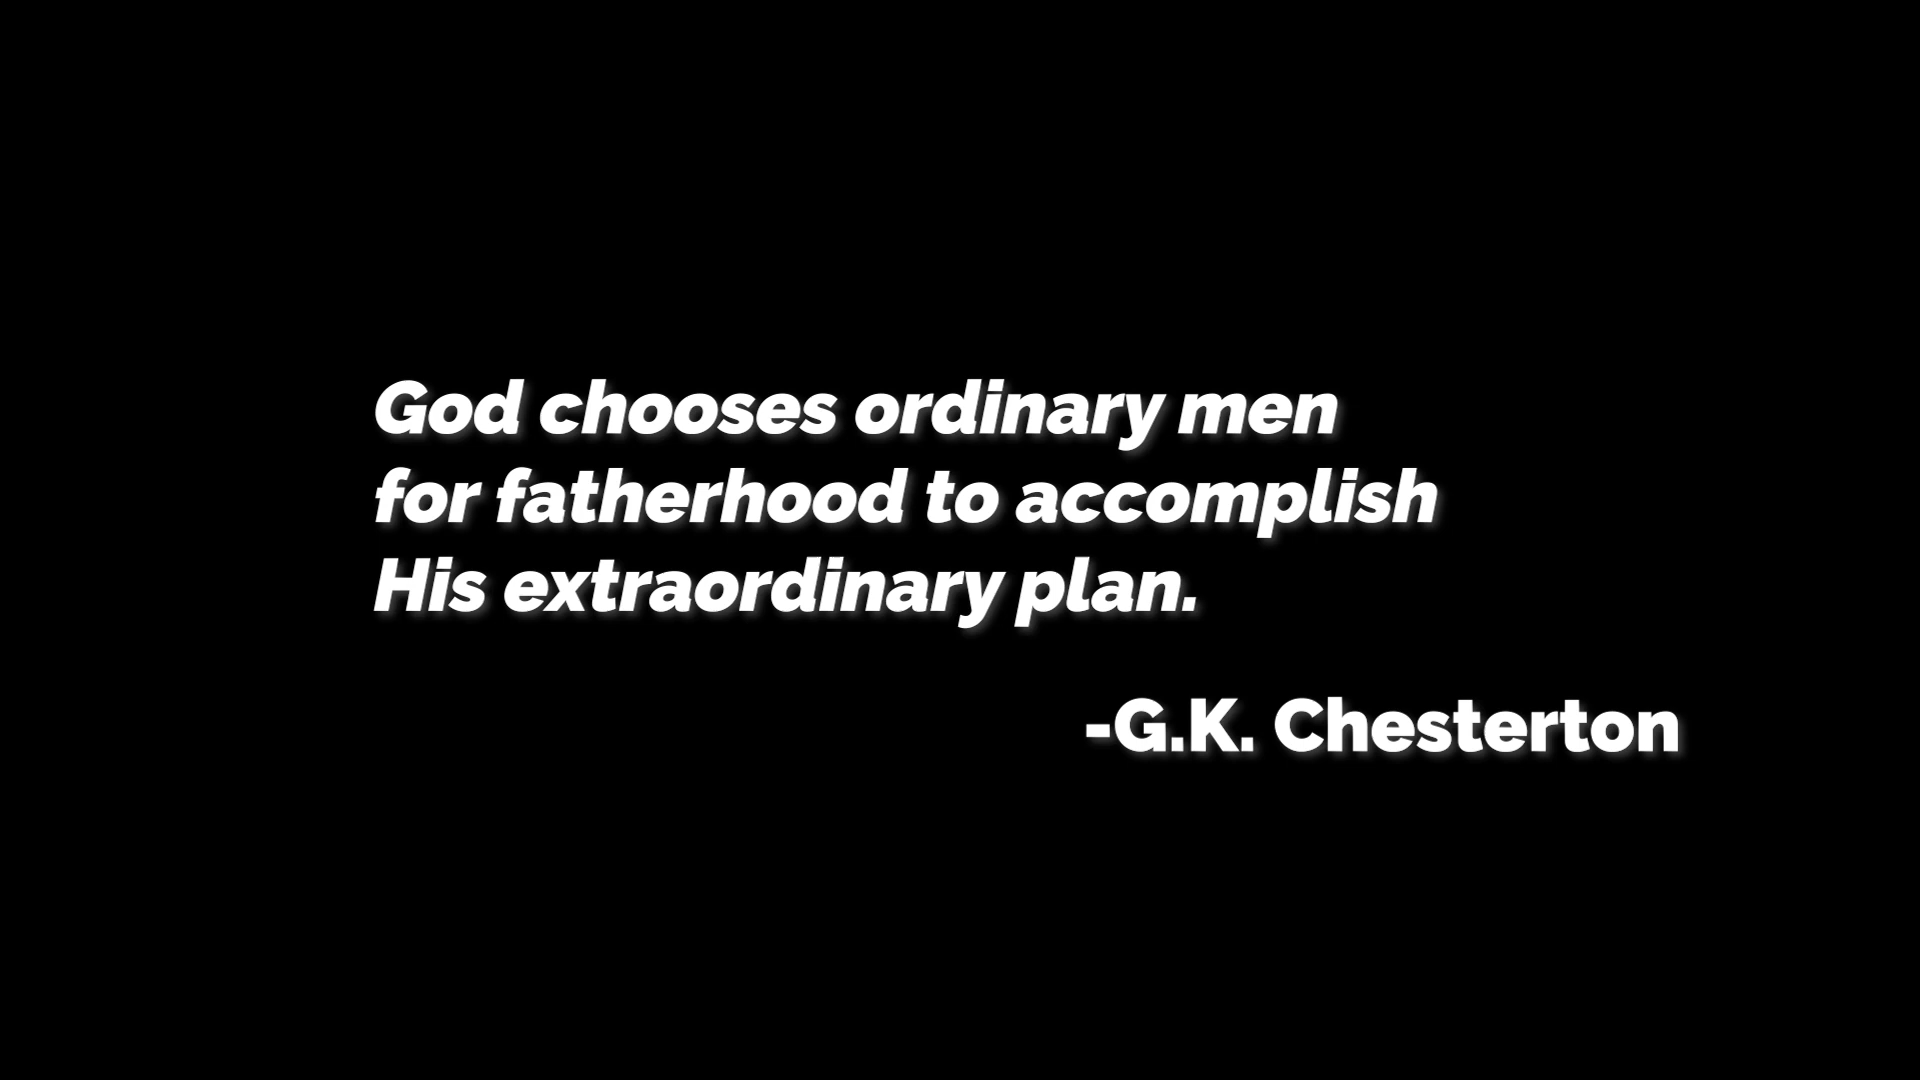 God chooses ordinary men
for fatherhood to accomplish
His extraordinary plan.
-G.K. Chesterton